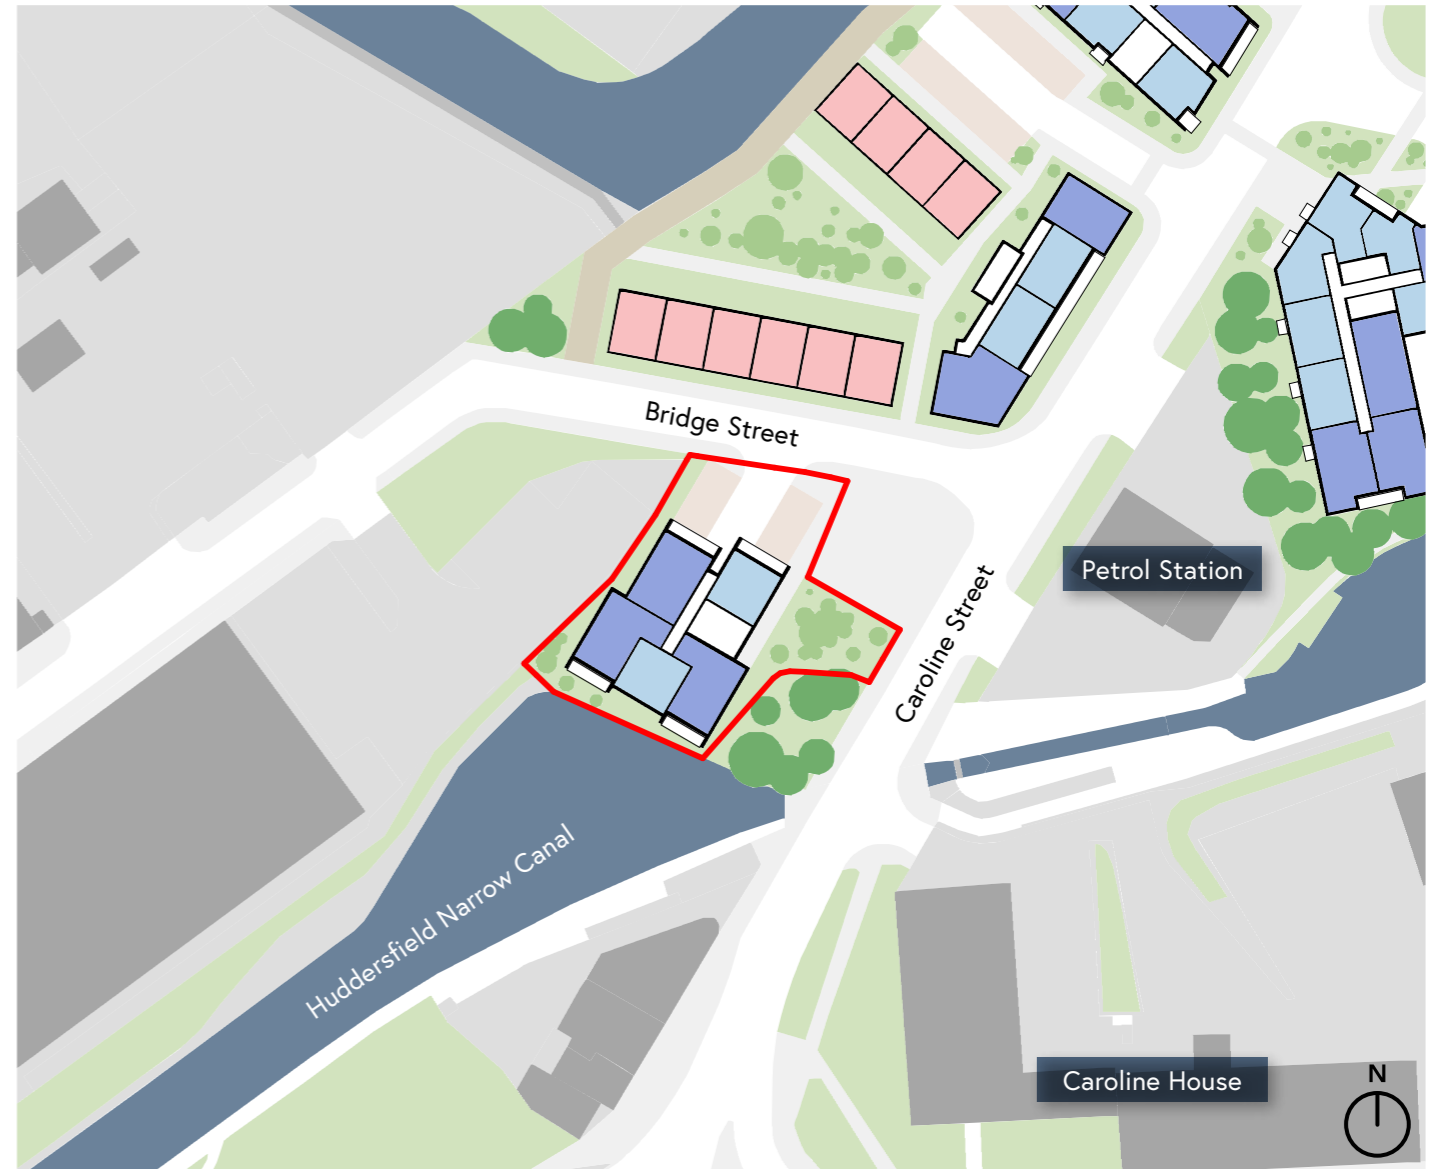 Bridge Street
Petrol Station
Caroline Street
Huddersfield Narrow Canal
Caroline House
N